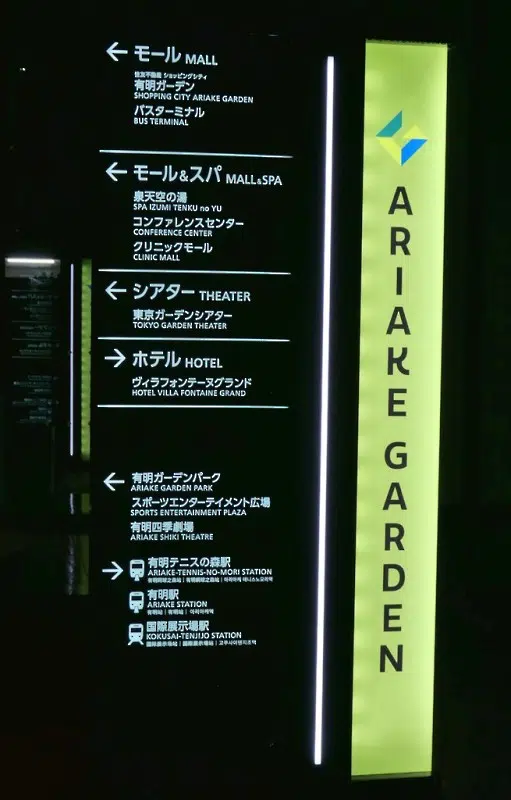 ← モール MALL
住友不動産 ショッピングシティ
有明ガーデン
SHOPPING CITY ARIAKE GARDEN
バスターミナル
BUS TERMINAL
← モール&スパ MALL&SPA
泉天空の湯
SPA IZUMI TENKU no YU
コンファレンスセンター
CONFERENCE CENTER
クリニックモール
CLINIC MALL
← シアター THEATER
東京ガーデンシアター
TOKYO GARDEN THEATER
→ ホテル HOTEL
ヴィラフォンテーヌグランド
HOTEL VILLA FONTAINE GRAND
← 有明ガーデンパーク
ARIAKE GARDEN PARK
スポーツエンターテイメント広場
SPORTS ENTERTAINMENT PLAZA
有明四季劇場
ARIAKE SHIKI THEATRE
→ 有明テニスの森駅
ARIAKE-TENNIS-NO-MORI STATION
有明駅
ARIAKE STATION
国際展示場駅
KOKUSAI-TENJIJO STATION
ARIAKE GARDEN